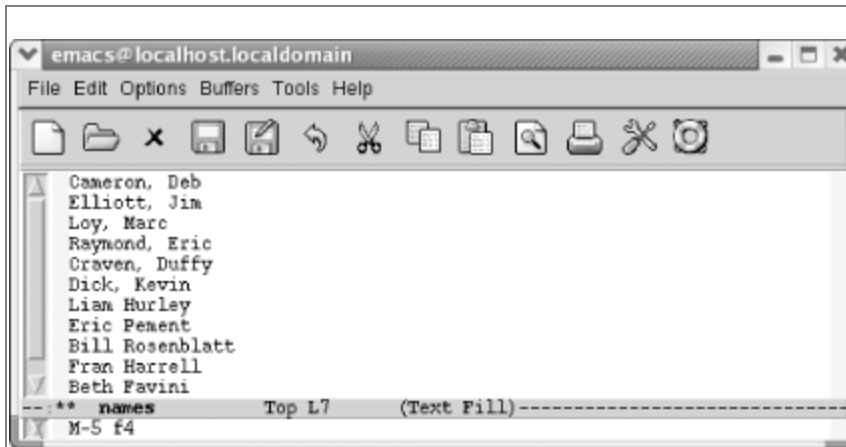 emacs@localhost.localdomain
File Edit Options Buffers Tools Help
Cameron, Deb
Elliott, Jim
Loy, Marc
Raymond, Eric
Craven, Duffy
Dick, Kevin
Liam Hurley
Eric Pement
Bill Rosenblatt
Fran Harrell
Beth Favini
--:** names Top L7 (Text Fill)----------------------------
M-5 f4